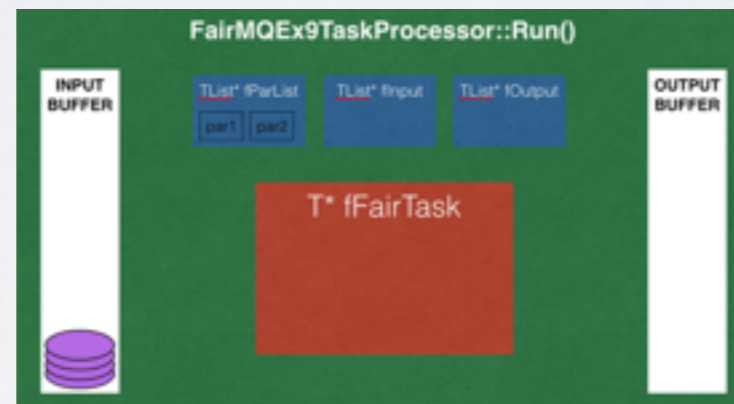 FairMQEx9TaskProcessor::Run()
INPUT
BUFFER
TList* fParList
par1 par2
TList* fInput
TList* fOutput
OUTPUT
BUFFER
T* fFairTask